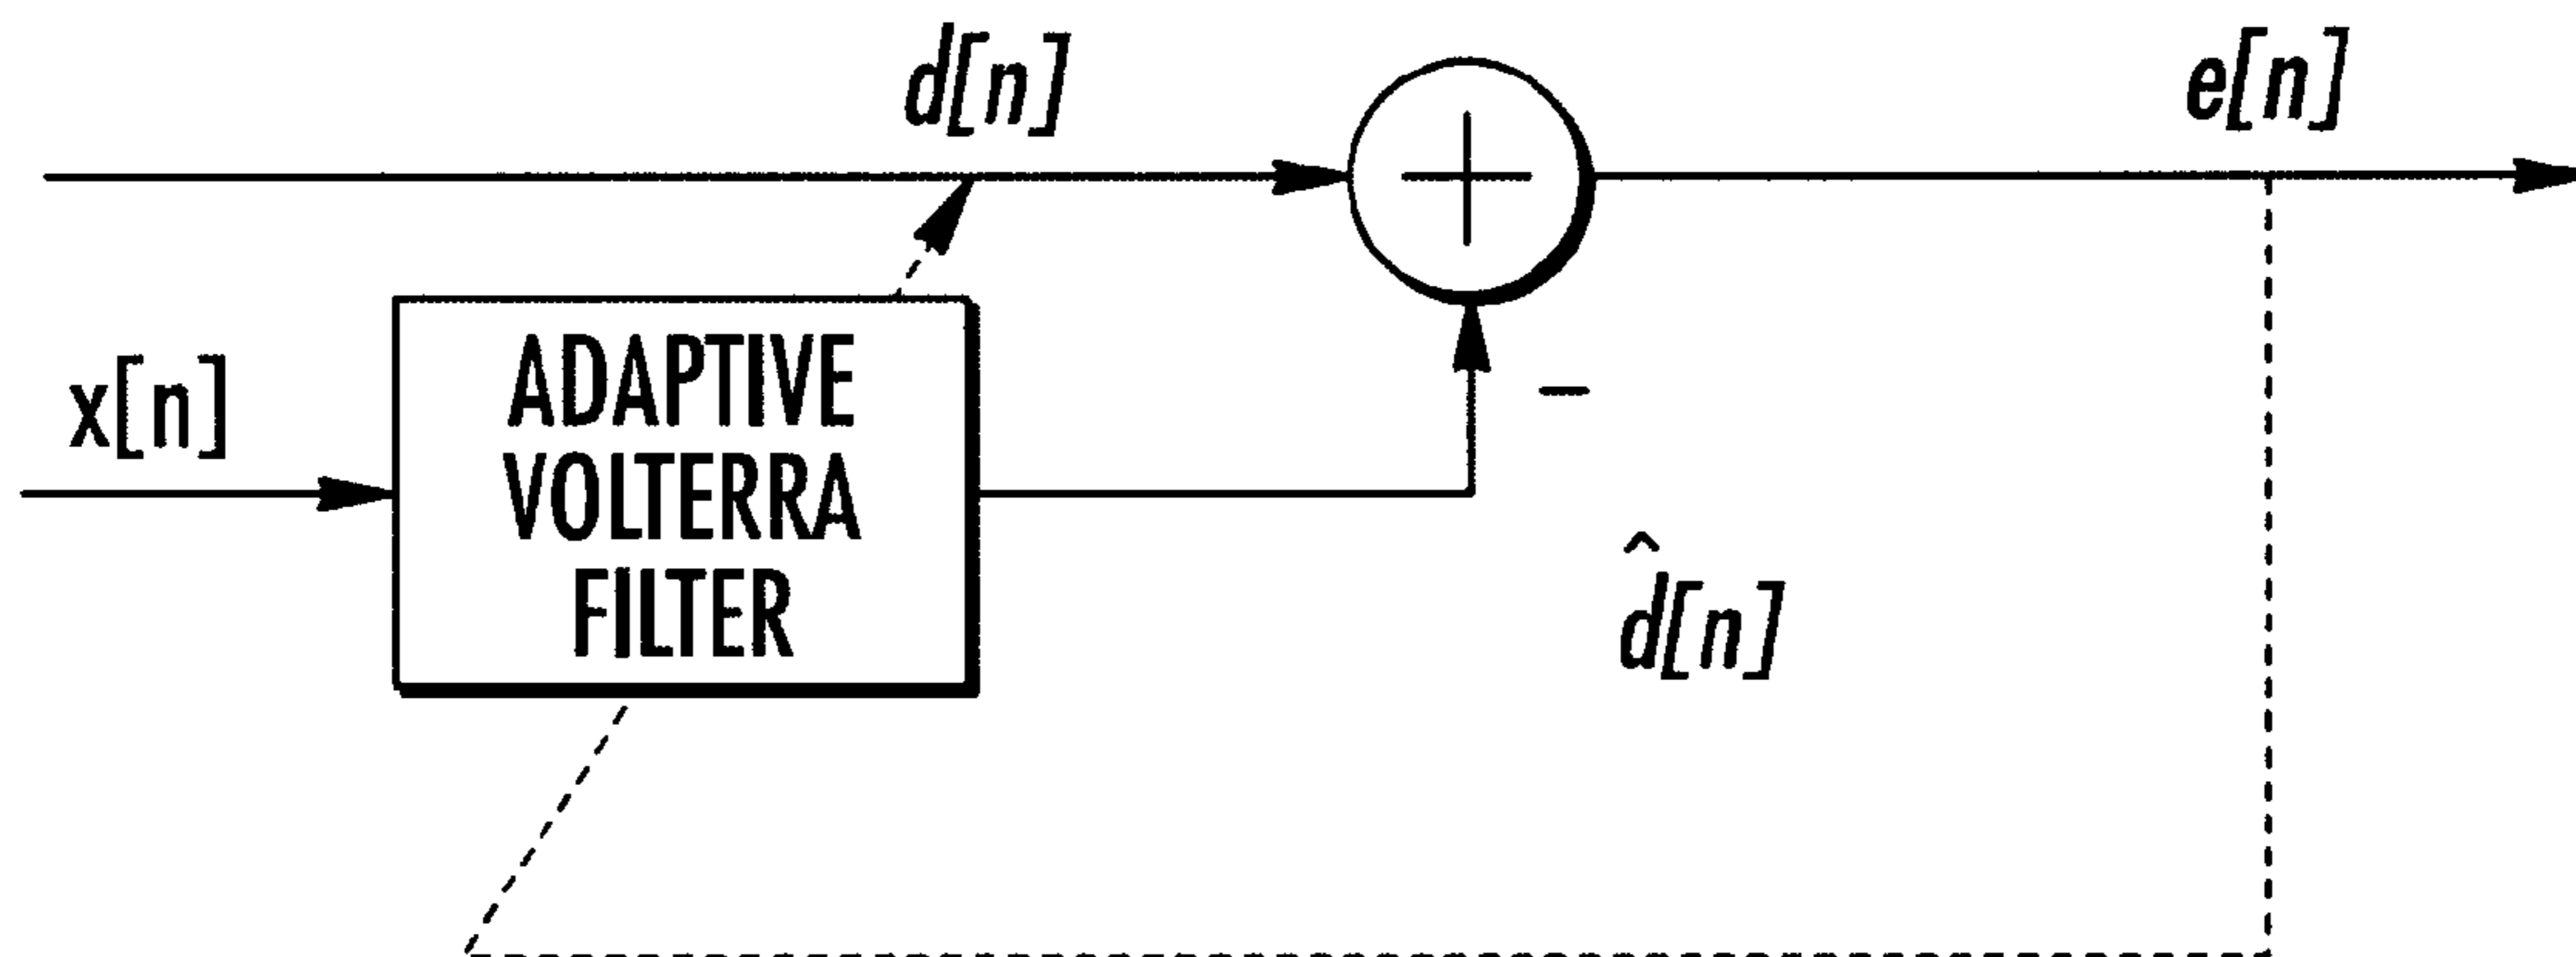 d[n]
e[n]
+
x[n]
ADAPTIVE
VOLTERRA
FILTER
−
d̂[n]